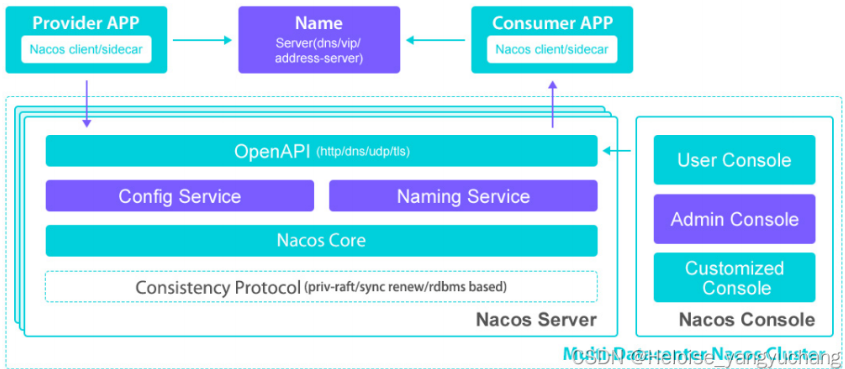 Provider APP
Nacos client/sidecar
Name
Server(dns/vip/
address-server)
Consumer APP
Nacos client/sidecar
OpenAPI (http/dns/udp/tls)
Config Service
Naming Service
Nacos Core
Consistency Protocol (priv-raft/sync renew/rdbms based)
Nacos Server
User Console
Admin Console
Customized
Console
Nacos Console
Multi-Datacenter Nacos Cluster
CSDN @Heloise_yangyuchang